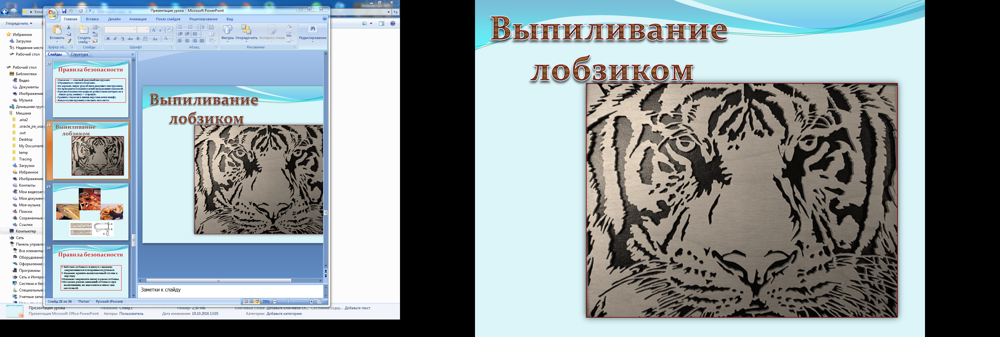 Презентация урока - Microsoft PowerPoint
Главная
Вставка
Дизайн
Анимация
Показ слайдов
Рецензирование
Вид
Вставить
Создать слайд
Фигуры
Упорядочить
Экспресс-стили
Редактирование
Буфер об...
Слайды
Шрифт
Абзац
Рисование
Упорядочить
Избранное
Загрузки
Недавние места
Рабочий стол
Рабочий стол
Библиотеки
Видео
Документы
Изображения
Музыка
Домашняя груп
Мишаня
.aria2
.oracle_jre_usa
.swt
Desktop
My Document
temp
Tracing
Загрузки
Избранное
Изображения
Контакты
Мои видеозап
Мои докумен
Моя музыка
Поиски
Сохраненные
Ссылки
Компьютер
Сеть
Панель управле
Все элементы
Оборудовани
Оформление
Программы
Сеть и Интерн
Система и без
Специальные
Учетные запи
Слайды
Структура
27
Правила безопасности
- Стамески — опасный режущий инструмент.
- Обращаться с ними осторожно.
- Не держать левую руку вблизи режущего инструмента.
- Не применять больших усилий при резании стамеской.
- При необходимости удара по ручке стамески брать ее в
левую руку, киянку — в правую.
- Хранить стамески в ящике верстака или в шкафу.
- Каждому инструменту отводить свое место.
28
Выпиливание
лобзиком
29
30
Правила безопасности
Работать лобзиком и шилом с надежно
закрепленными и исправными ручками.
Надежно крепить выпиловочный столик к
верстаку.
Надежно закреплять пилку в рамке лобзика.
Не делать резких движений лобзиком при
выпиливании, не наклоняться низко над
заготовкой.
Выпиливание
лобзиком
Заметки к слайду
Слайд 28 из 36
"Поток"
Русский (Россия)
70%
Презентация урока
Название: Слайд 1
Размер: 2,50 МБ
Ключевые слова: Добавьте ключевое сл...
Состояние содер... Добавьте текст
Презентация Microsoft Office PowerPoint
Авторы: Пользователь
Дата изменения: 19.10.2016 13:05
Категории: Добавьте категорию
Выпиливание
лобзиком